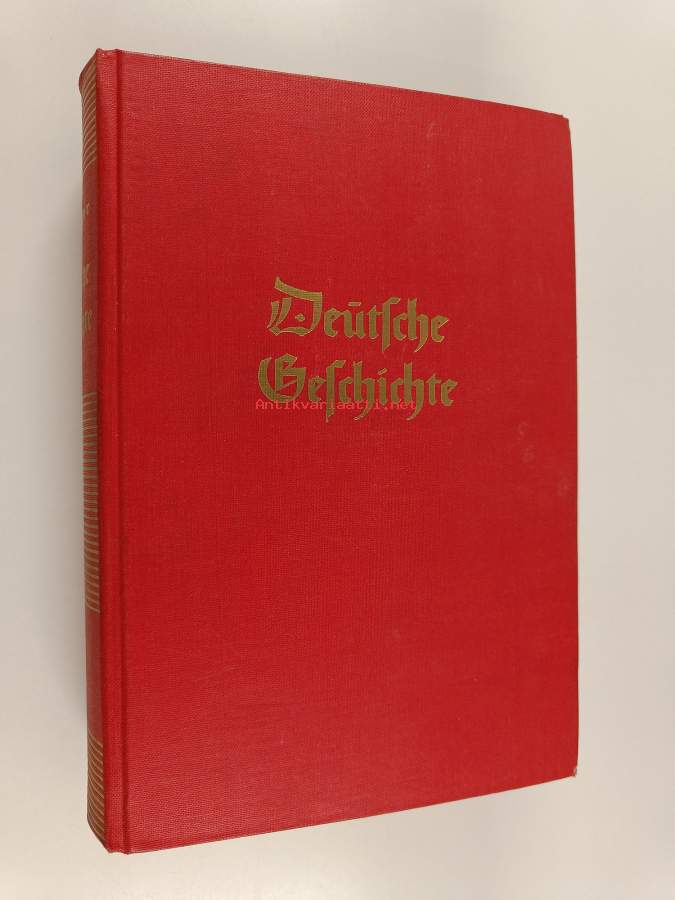 Deutsche
Geschichte
Antikvariaatti.net